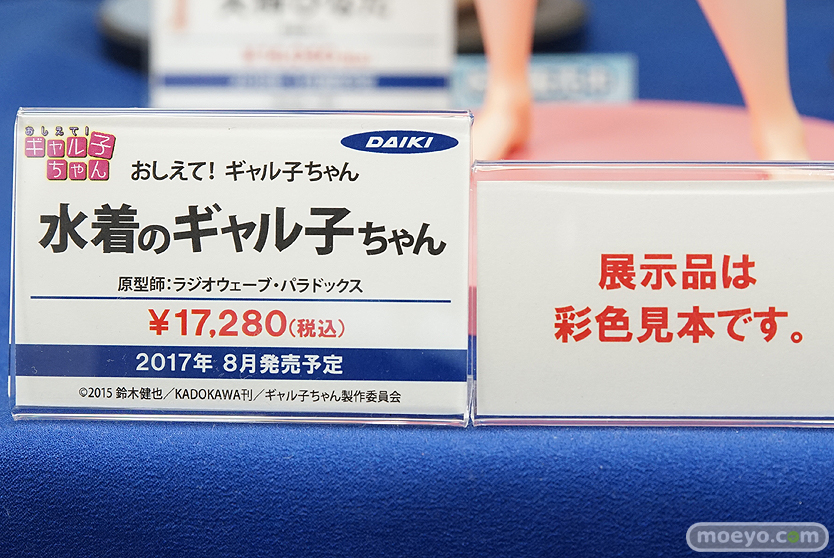 おしえて!
ギャル子
ちゃん
DAIKI
おしえて! ギャル子ちゃん
水着のギャル子ちゃん
原型師:ラジオウェーブ・パラドックス
¥17,280(税込)
2017年 8月発売予定
©2015 鈴木健也/KADOKAWA刊/ギャル子ちゃん製作委員会
展示品は
彩色見本です。
moeyo.com